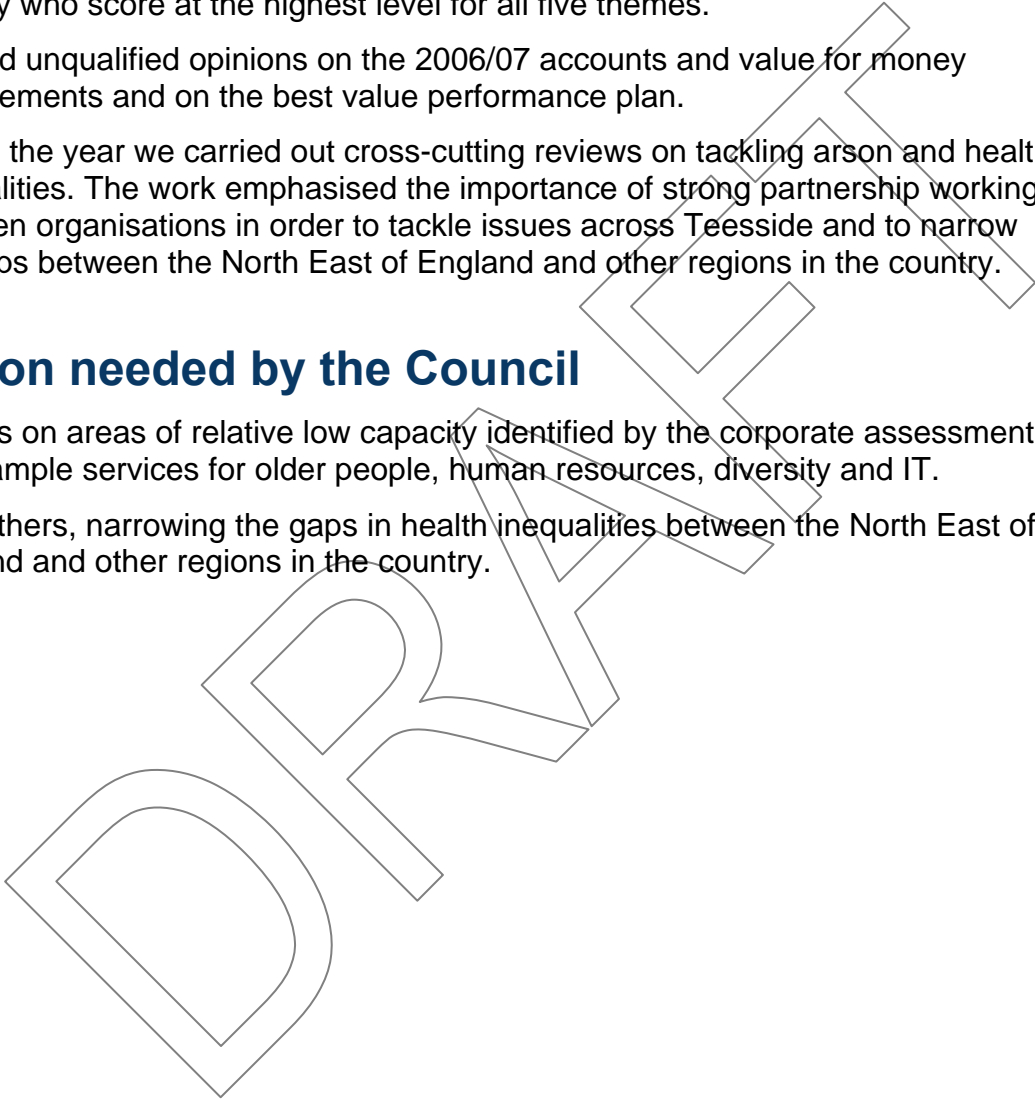 y who score at the highest level for all five themes.
d unqualified opinions on the 2006/07 accounts and value for money
ements and on the best value performance plan.
the year we carried out cross-cutting reviews on tackling arson and healt
alities. The work emphasised the importance of strong partnership working
en organisations in order to tackle issues across Teesside and to narrow
ps between the North East of England and other regions in the country.
on needed by the Council
s on areas of relative low capacity identified by the corporate assessment
ample services for older people, human resources, diversity and IT.
thers, narrowing the gaps in health inequalities between the North East of
nd and other regions in the country.
DRAFT